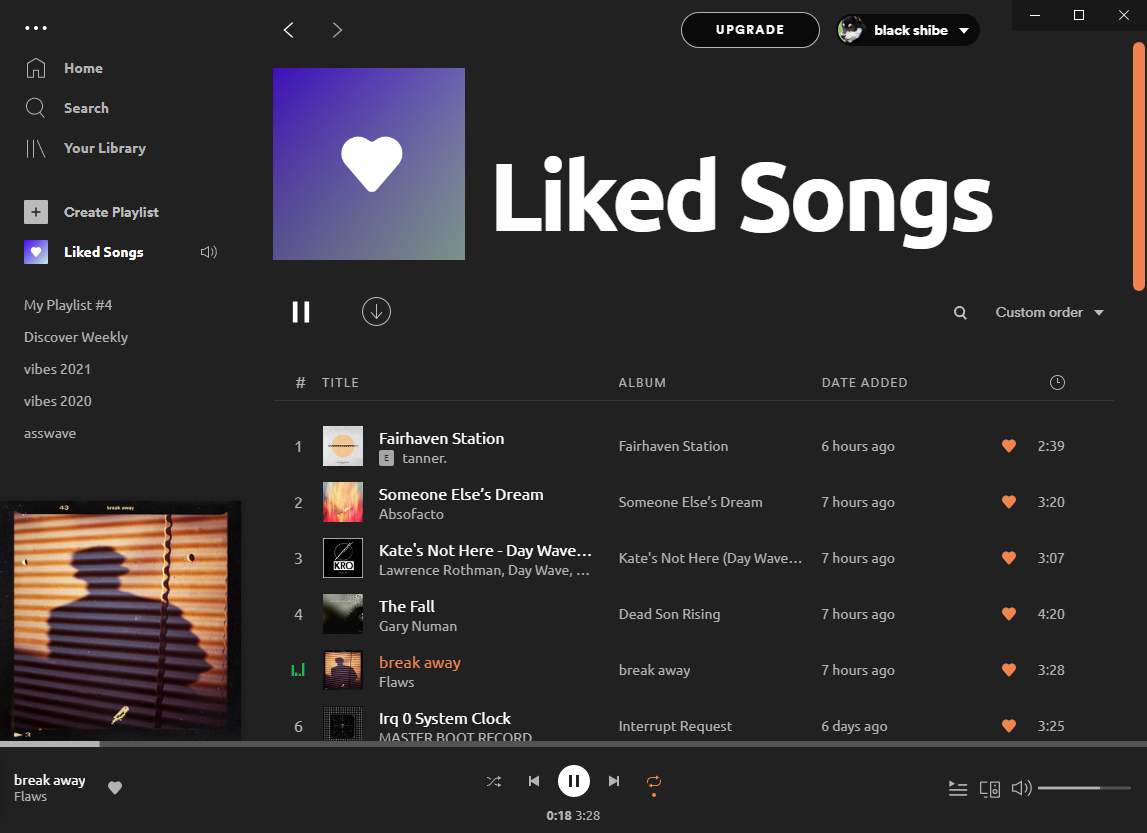 UPGRADE
black shibe
Home
Search
Your Library
Create Playlist
Liked Songs
My Playlist #4
Discover Weekly
vibes 2021
vibes 2020
asswave
Liked Songs
Custom order
# TITLE ALBUM DATE ADDED
1 Fairhaven Station Fairhaven Station 6 hours ago 2:39
E tanner.
2 Someone Else’s Dream Someone Else’s Dream 7 hours ago 3:20
Absofacto
KRO
3 Kate's Not Here - Day Wave... Kate's Not Here (Day Wave... 7 hours ago 3:07
Lawrence Rothman, Day Wave, ...
4 The Fall Dead Son Rising 7 hours ago 4:20
Gary Numan
break away break away 7 hours ago 3:28
Flaws
6 Irq 0 System Clock Interrupt Request 6 days ago 3:25
MASTER BOOT RECORD
43 break away
3
break away
Flaws
0:18 3:28